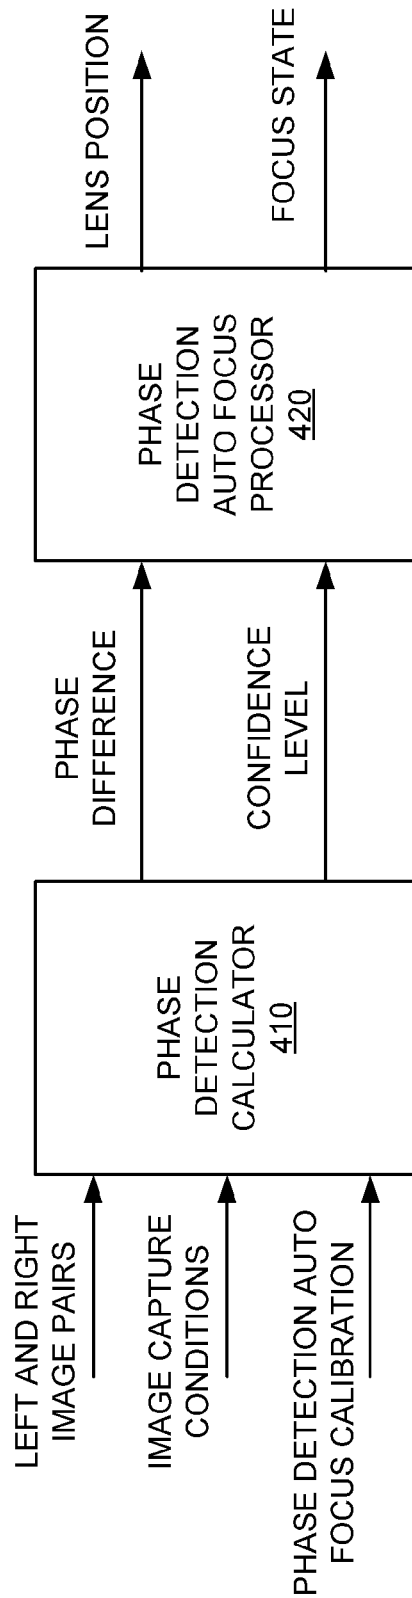 LEFT AND RIGHT
IMAGE PAIRS
IMAGE CAPTURE
CONDITIONS
PHASE DETECTION AUTO
FOCUS CALIBRATION
PHASE
DETECTION
CALCULATOR
410
PHASE
DIFFERENCE
CONFIDENCE
LEVEL
PHASE
DETECTION
AUTO FOCUS
PROCESSOR
420
LENS POSITION
FOCUS STATE